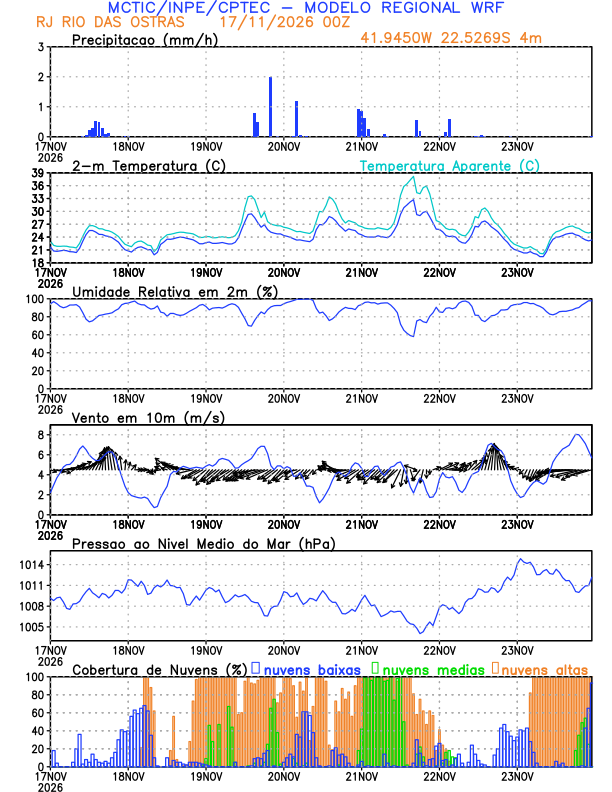 MCTIC/INPE/CPTEC — MODELO REGIONAL WRF
RJ RIO DAS OSTRAS 17/11/2026 00Z
Precipitacao (mm/h) 41.9450W 22.5269S 4m
3
2
1
0
17NOV 18NOV 19NOV 20NOV 21NOV 22NOV 23NOV
2026
2-m Temperatura (C) Temperatura Aparente (C)
39
36
33
30
27
24
21
18
17NOV 18NOV 19NOV 20NOV 21NOV 22NOV 23NOV
2026
Umidade Relativa em 2m (%)
100
80
60
40
20
0
17NOV 18NOV 19NOV 20NOV 21NOV 22NOV 23NOV
2026
Vento em 10m (m/s)
8
6
4
2
0
17NOV 18NOV 19NOV 20NOV 21NOV 22NOV 23NOV
2026
Pressao ao Nivel Medio do Mar (hPa)
1014
1011
1008
1005
17NOV 18NOV 19NOV 20NOV 21NOV 22NOV 23NOV
2026
Cobertura de Nuvens (%) nuvens baixas nuvens medias nuvens altas
100
80
60
40
20
0
17NOV 18NOV 19NOV 20NOV 21NOV 22NOV 23NOV
2026